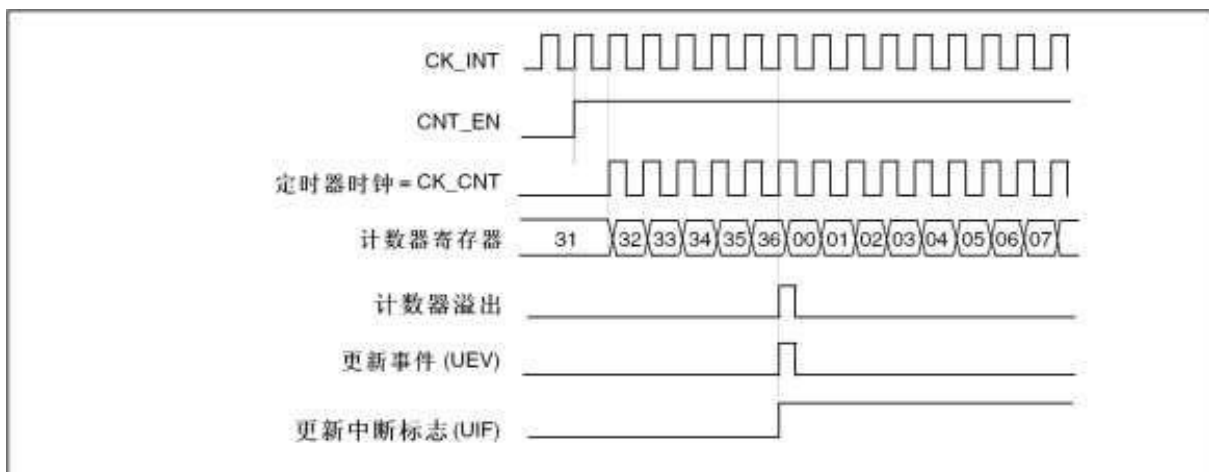 CK_INT
CNT_EN
定时器时钟 = CK_CNT
计数器寄存器 31 32 33 34 35 36 00 01 02 03 04 05 06 07
计数器溢出
更新事件 (UEV)
更新中断标志 (UIF)